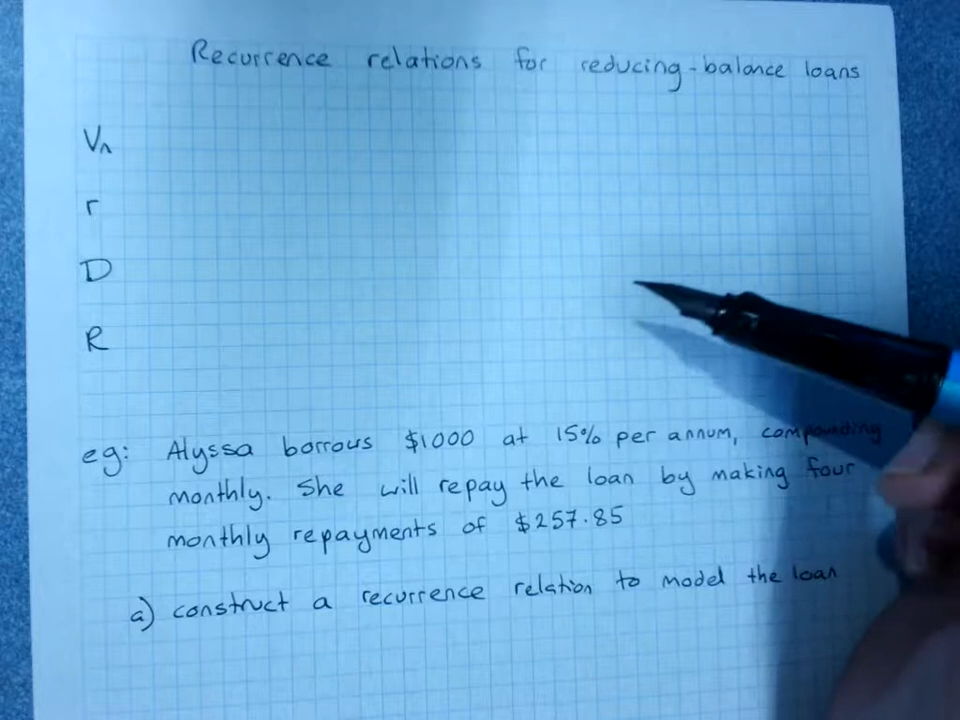 Recurrence relations for reducing-balance loans
Vn
r
D
R
eg: Alyssa borrows $1000 at 15% per annum, compounding
monthly. She will repay the loan by making four
monthly repayments of $257.85
a) construct a recurrence relation to model the loan